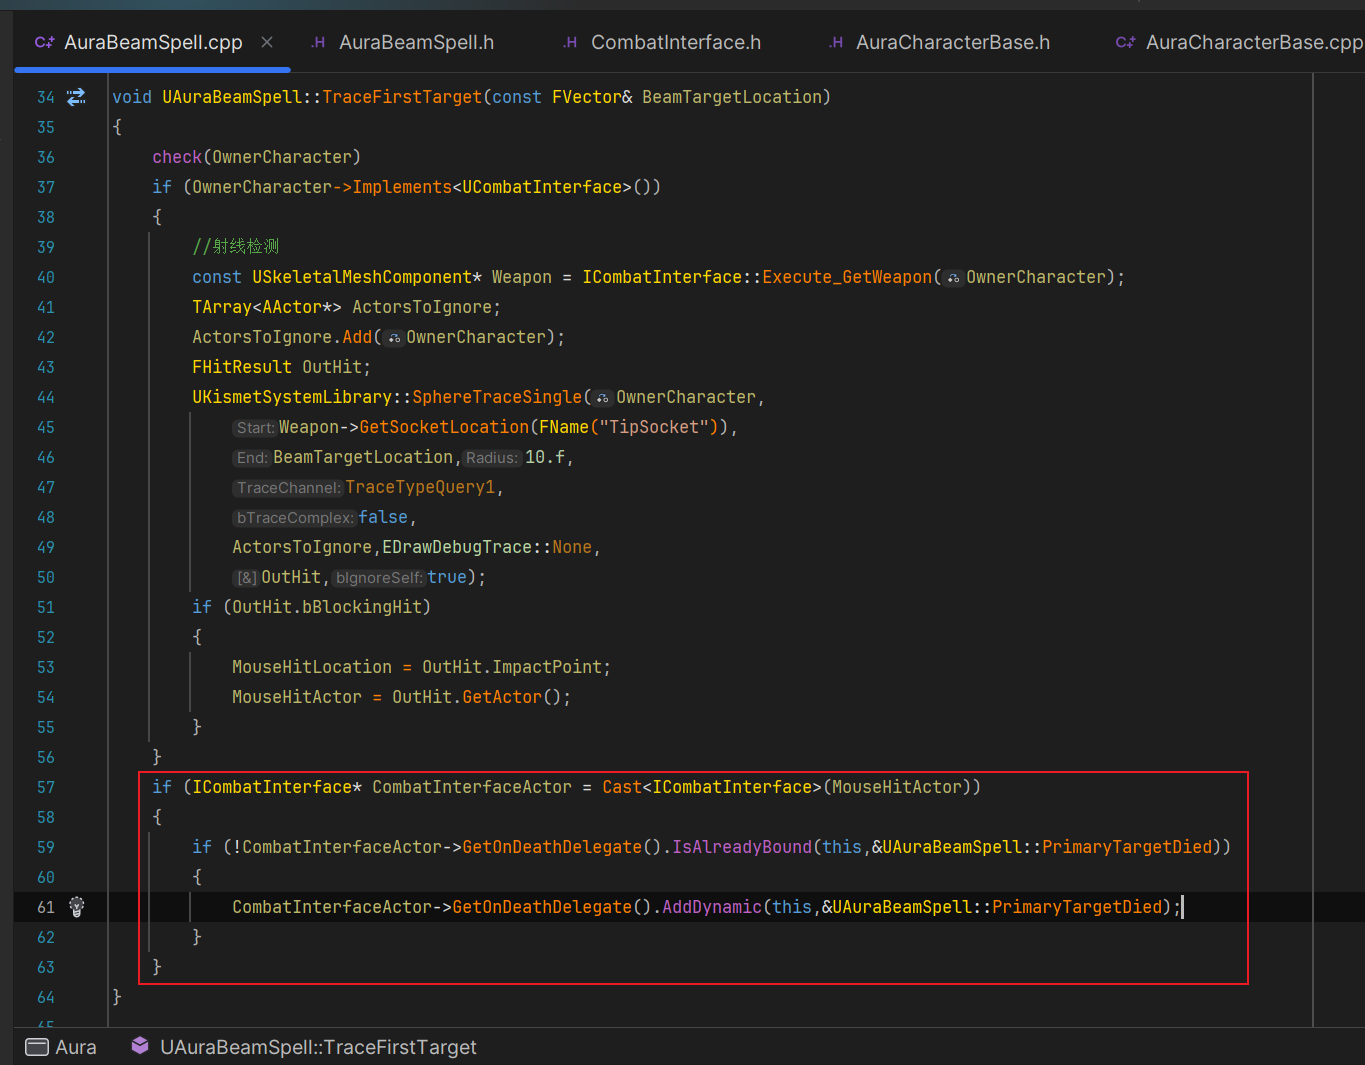 AuraBeamSpell.cpp × .H AuraBeamSpell.h .H CombatInterface.h .H AuraCharacterBase.h C+ AuraCharacterBase.cpp
34 void UAuraBeamSpell::TraceFirstTarget(const FVector& BeamTargetLocation)
35 {
36 check(OwnerCharacter)
37 if (OwnerCharacter->Implements<UCombatInterface>())
38 {
39 //射线检测
40 const USkeletalMeshComponent* Weapon = ICombatInterface::Execute_GetWeapon(OwnerCharacter);
41 TArray<AActor*> ActorsToIgnore;
42 ActorsToIgnore.Add(OwnerCharacter);
43 FHitResult OutHit;
44 UKismetSystemLibrary::SphereTraceSingle(OwnerCharacter,
45 Start:Weapon->GetSocketLocation(FName("TipSocket")),
46 End:BeamTargetLocation,Radius:10.f,
47 TraceChannel:TraceTypeQuery1,
48 bTraceComplex:false,
49 ActorsToIgnore,EDrawDebugTrace::None,
50 [&]OutHit,bIgnoreSelf:true);
51 if (OutHit.bBlockingHit)
52 {
53 MouseHitLocation = OutHit.ImpactPoint;
54 MouseHitActor = OutHit.GetActor();
55 }
56 }
57 if (ICombatInterface* CombatInterfaceActor = Cast<ICombatInterface>(MouseHitActor))
58 {
59 if (!CombatInterfaceActor->GetOnDeathDelegate().IsAlreadyBound(this,&UAuraBeamSpell::PrimaryTargetDied))
60 {
61 CombatInterfaceActor->GetOnDeathDelegate().AddDynamic(this,&UAuraBeamSpell::PrimaryTargetDied);
62 }
63 }
64 }
65
Aura UAuraBeamSpell::TraceFirstTarget